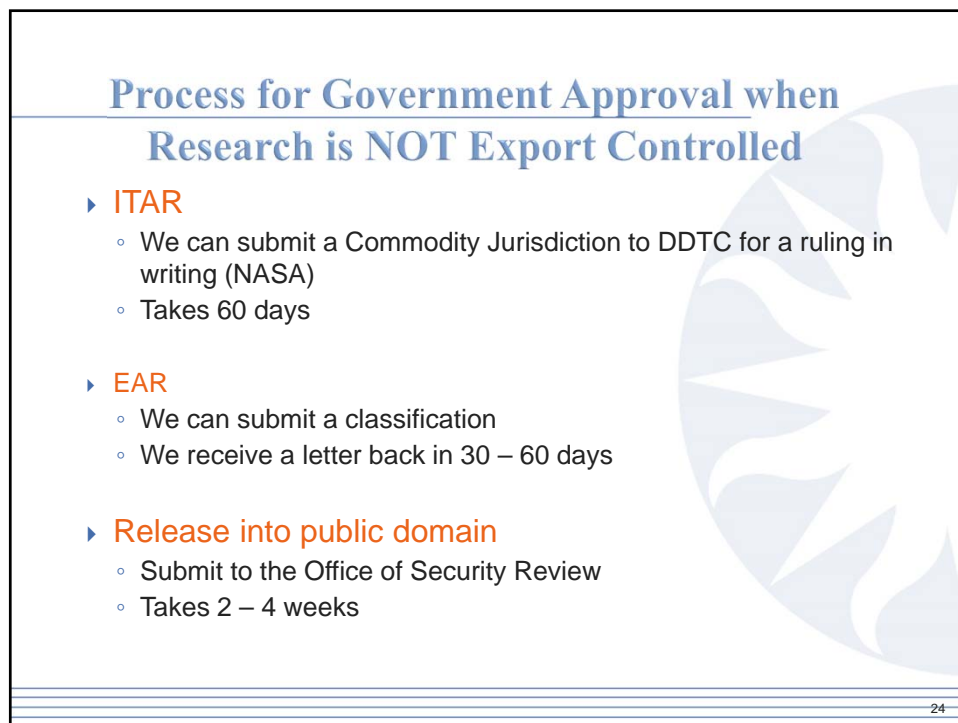 Process for Government Approval when
Research is NOT Export Controlled
ITAR
We can submit a Commodity Jurisdiction to DDTC for a ruling in
writing (NASA)
Takes 60 days
EAR
We can submit a classification
We receive a letter back in 30 – 60 days
Release into public domain
Submit to the Office of Security Review
Takes 2 – 4 weeks
24